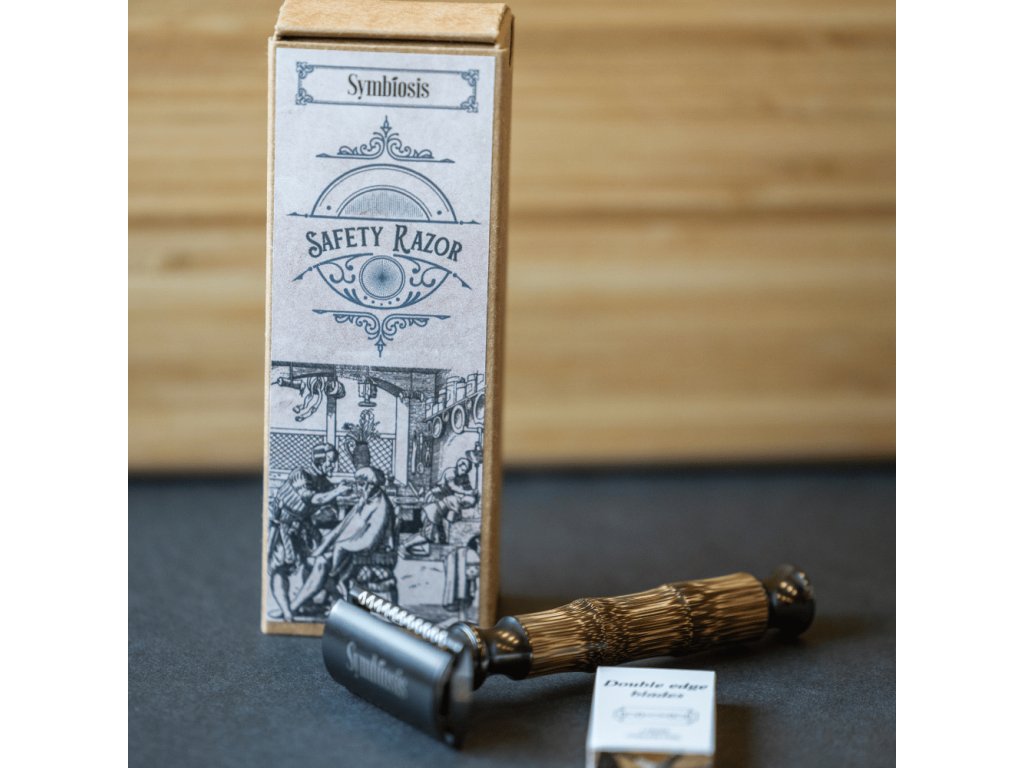 Symbiosis
SAFETY RAZOR
Symbiosis
Double edge
blades